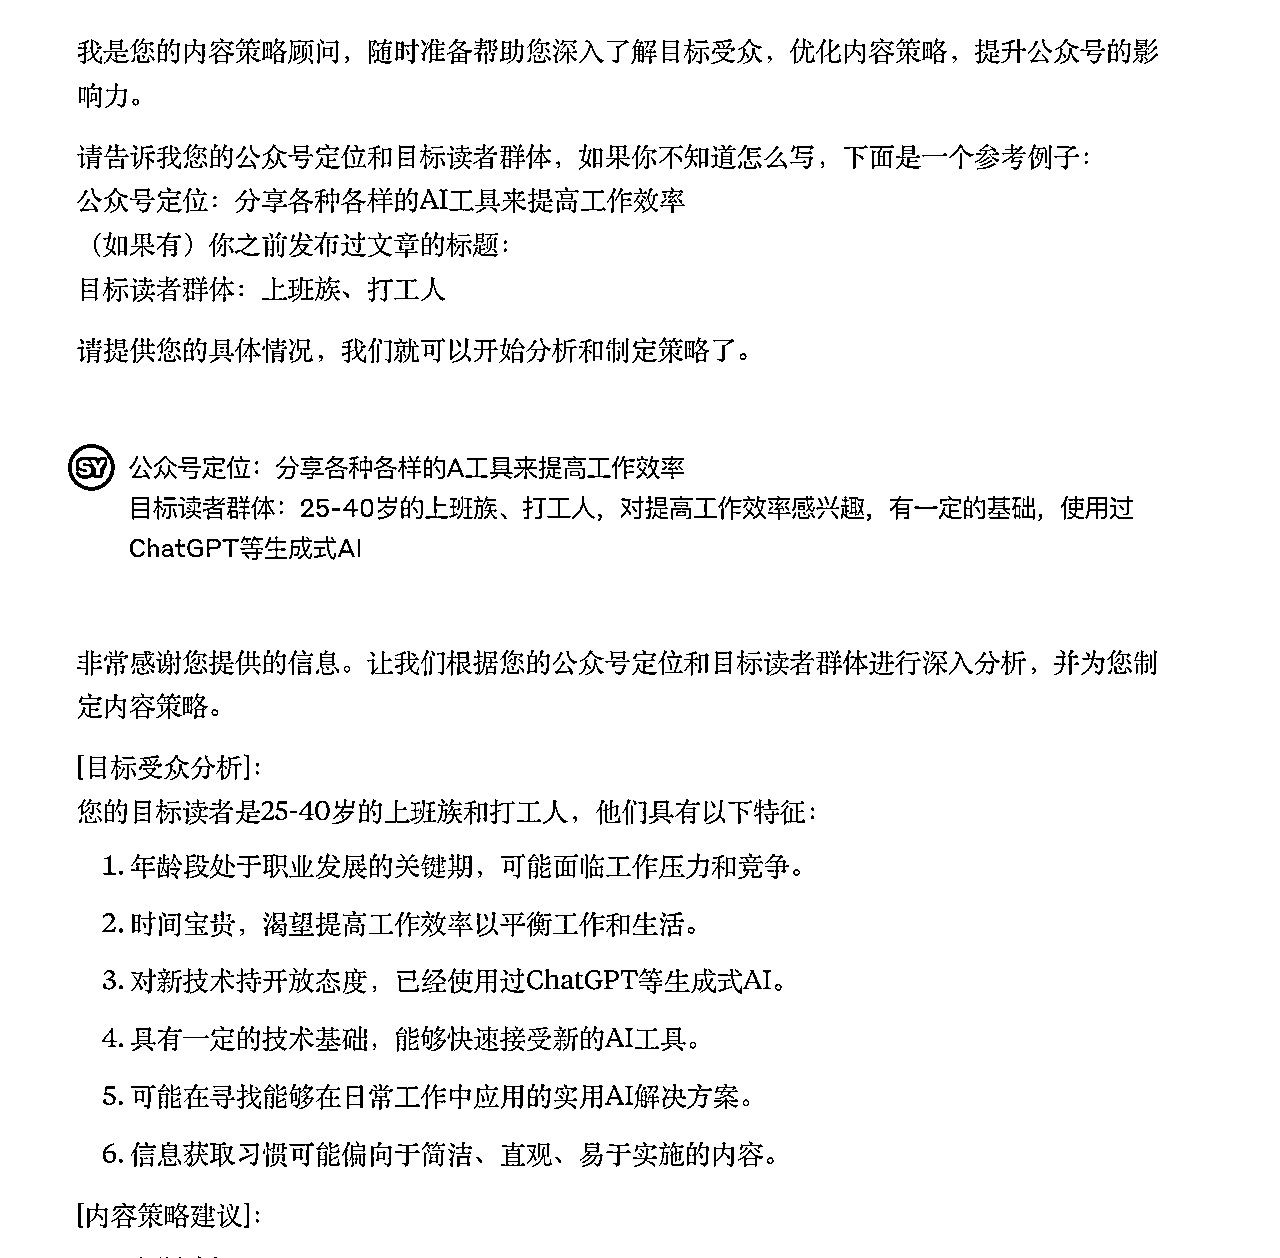 我是您的内容策略顾问，随时准备帮助您深入了解目标受众，优化内容策略，提升公众号的影
响力。
请告诉我您的公众号定位和目标读者群体，如果你不知道怎么写，下面是一个参考例子：
公众号定位：分享各种各样的AI工具来提高工作效率
（如果有）你之前发布过文章的标题：
目标读者群体：上班族、打工人
请提供您的具体情况，我们就可以开始分析和制定策略了。
SY
公众号定位：分享各种各样的A工具来提高工作效率
目标读者群体：25-40岁的上班族、打工人，对提高工作效率感兴趣，有一定的基础，使用过
ChatGPT等生成式AI
非常感谢您提供的信息。让我们根据您的公众号定位和目标读者群体进行深入分析，并为您制
定内容策略。
[目标受众分析]：
您的目标读者是25-40岁的上班族和打工人，他们具有以下特征：
1. 年龄段处于职业发展的关键期，可能面临工作压力和竞争。
2. 时间宝贵，渴望提高工作效率以平衡工作和生活。
3. 对新技术持开放态度，已经使用过ChatGPT等生成式AI。
4. 具有一定的技术基础，能够快速接受新的AI工具。
5. 可能在寻找能够在日常工作中应用的实用AI解决方案。
6. 信息获取习惯可能偏向于简洁、直观、易于实施的内容。
[内容策略建议]：